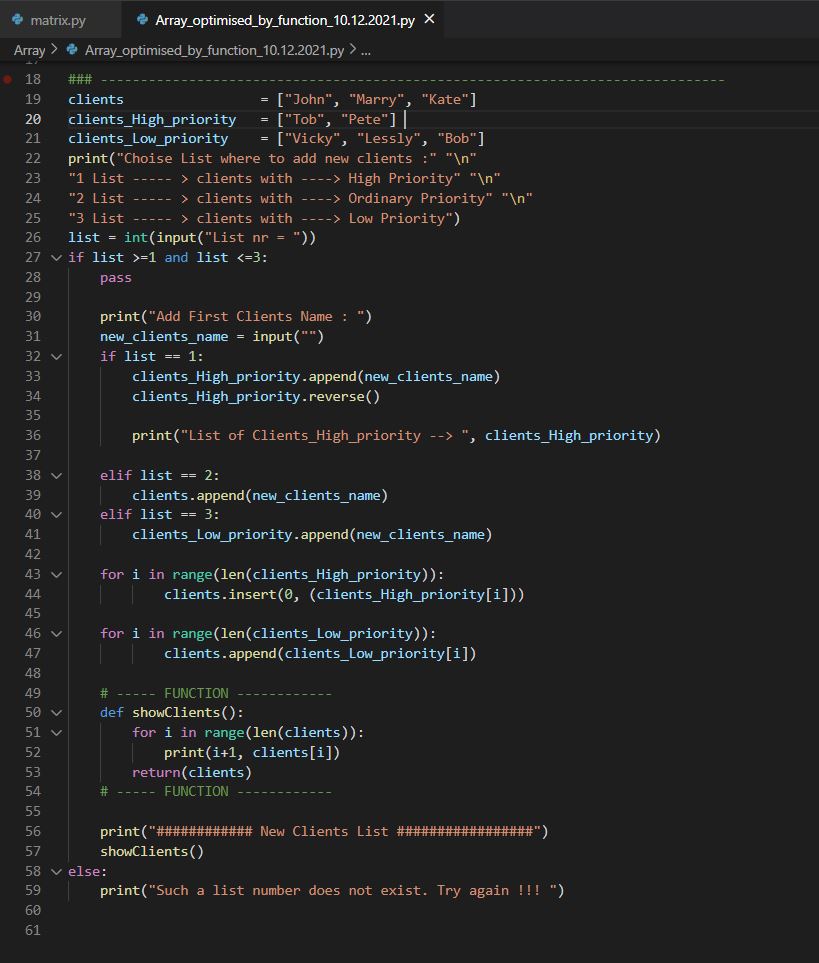 matrix.py
Array_optimised_by_function_10.12.2021.py ×
Array > Array_optimised_by_function_10.12.2021.py > ...
17
18 ### ------------------------------------------------------------------------------
19 clients                 = ["John", "Marry", "Kate"]
20 clients_High_priority   = ["Tob", "Pete"]
21 clients_Low_priority    = ["Vicky", "Lessly", "Bob"]
22 print("Choise List where to add new clients :" "\n"
23 "1 List ----- > clients with ----> High Priority" "\n"
24 "2 List ----- > clients with ----> Ordinary Priority" "\n"
25 "3 List ----- > clients with ----> Low Priority")
26 list = int(input("List nr = "))
27 if list >=1 and list <=3:
28     pass
29
30     print("Add First Clients Name : ")
31     new_clients_name = input("")
32     if list == 1:
33         clients_High_priority.append(new_clients_name)
34         clients_High_priority.reverse()
35
36         print("List of Clients_High_priority --> ", clients_High_priority)
37
38     elif list == 2:
39         clients.append(new_clients_name)
40     elif list == 3:
41         clients_Low_priority.append(new_clients_name)
42
43     for i in range(len(clients_High_priority)):
44             clients.insert(0, (clients_High_priority[i]))
45
46     for i in range(len(clients_Low_priority)):
47             clients.append(clients_Low_priority[i])
48
49     # ----- FUNCTION ------------
50     def showClients():
51         for i in range(len(clients)):
52             print(i+1, clients[i])
53         return(clients)
54     # ----- FUNCTION ------------
55
56     print("############ New Clients List #################")
57     showClients()
58 else:
59     print("Such a list number does not exist. Try again !!! ")
60
61